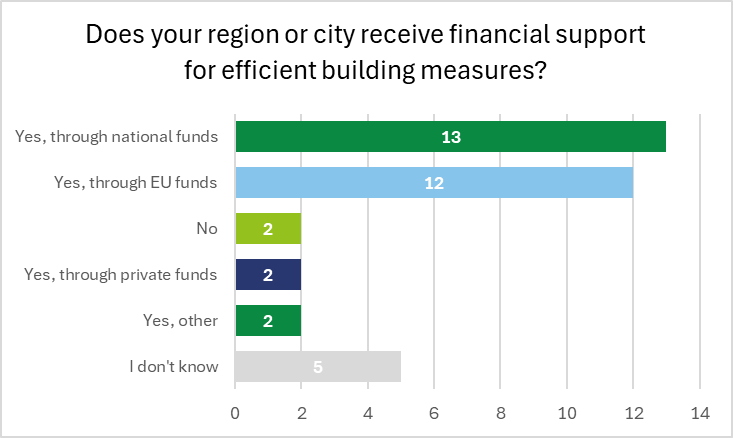 Does your region or city receive financial support
for efficient building measures?
Yes, through national funds
13
Yes, through EU funds
12
No
2
Yes, through private funds
2
Yes, other
2
I don't know
5
0 2 4 6 8 10 12 14